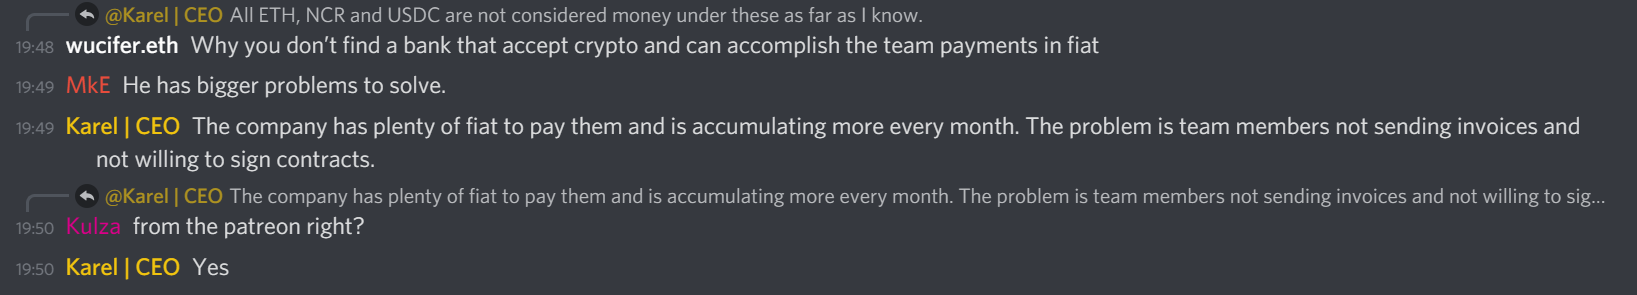 @Karel | CEO All ETH, NCR and USDC are not considered money under these as far as I know.
19:48 wucifer.eth Why you don't find a bank that accept crypto and can accomplish the team payments in fiat
19:49 MkE He has bigger problems to solve.
19:49 Karel | CEO The company has plenty of fiat to pay them and is accumulating more every month. The problem is team members not sending invoices and
not willing to sign contracts.
@Karel | CEO The company has plenty of fiat to pay them and is accumulating more every month. The problem is team members not sending invoices and not willing to sig...
19:50 Kulza from the patreon right?
19:50 Karel | CEO Yes